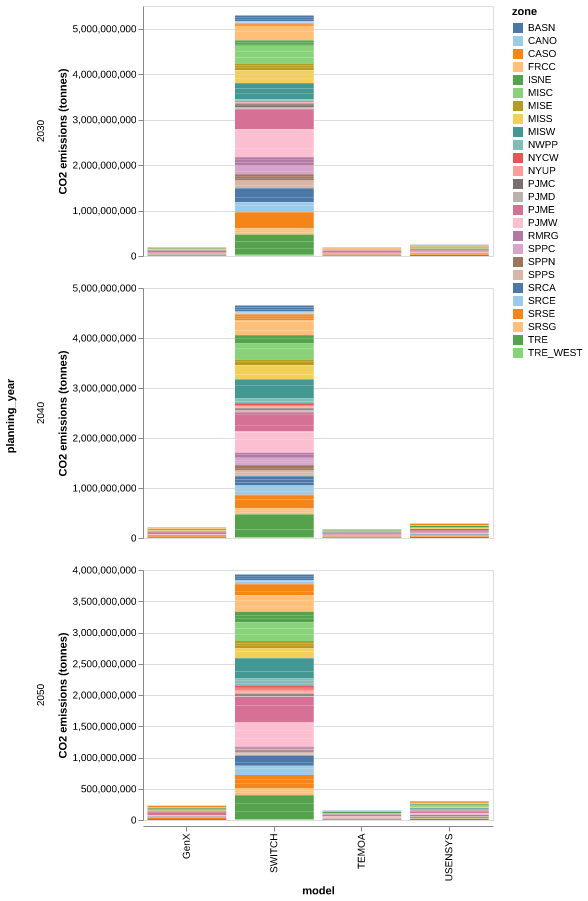 zone
BASN
CANO
CASO
FRCC
ISNE
MISC
MISE
MISS
MISW
NWPP
NYCW
NYUP
PJMC
PJMD
PJME
PJMW
RMRG
SPPC
SPPN
SPPS
SRCA
SRCE
SRSE
SRSG
TRE
TRE_WEST
planning_year
2030
CO2 emissions (tonnes)
5,000,000,000
4,000,000,000
3,000,000,000
2,000,000,000
1,000,000,000
0
2040
CO2 emissions (tonnes)
5,000,000,000
4,000,000,000
3,000,000,000
2,000,000,000
1,000,000,000
0
2050
CO2 emissions (tonnes)
4,000,000,000
3,500,000,000
3,000,000,000
2,500,000,000
2,000,000,000
1,500,000,000
1,000,000,000
500,000,000
0
GenX
SWITCH
TEMOA
USENSYS
model